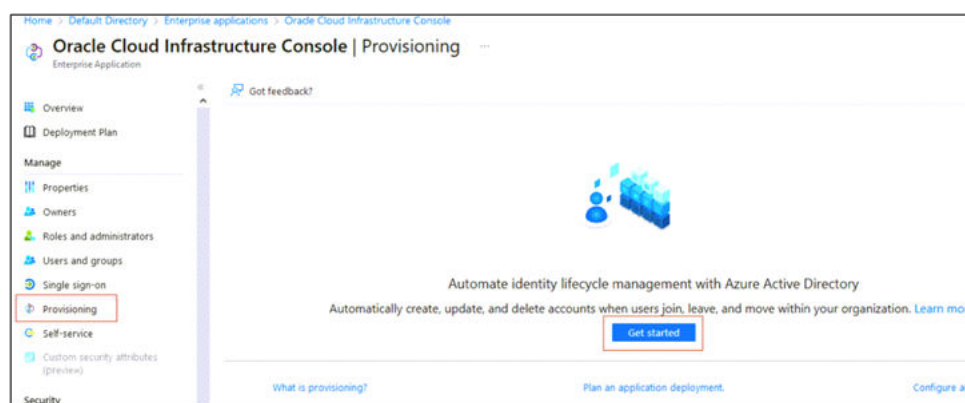 Home > Default Directory > Enterprise applications > Oracle Cloud Infrastructure Console
Oracle Cloud Infrastructure Console | Provisioning ...
Enterprise Application
«
Got feedback?
Overview
Deployment Plan
Manage
Properties
Owners
Roles and administrators
Users and groups
Single sign-on
Provisioning
Self-service
Custom security attributes
(preview)
Security
Automate identity lifecycle management with Azure Active Directory
Automatically create, update, and delete accounts when users join, leave, and move within your organization. Learn mo
Get started
What is provisioning?
Plan an application deployment.
Configure a